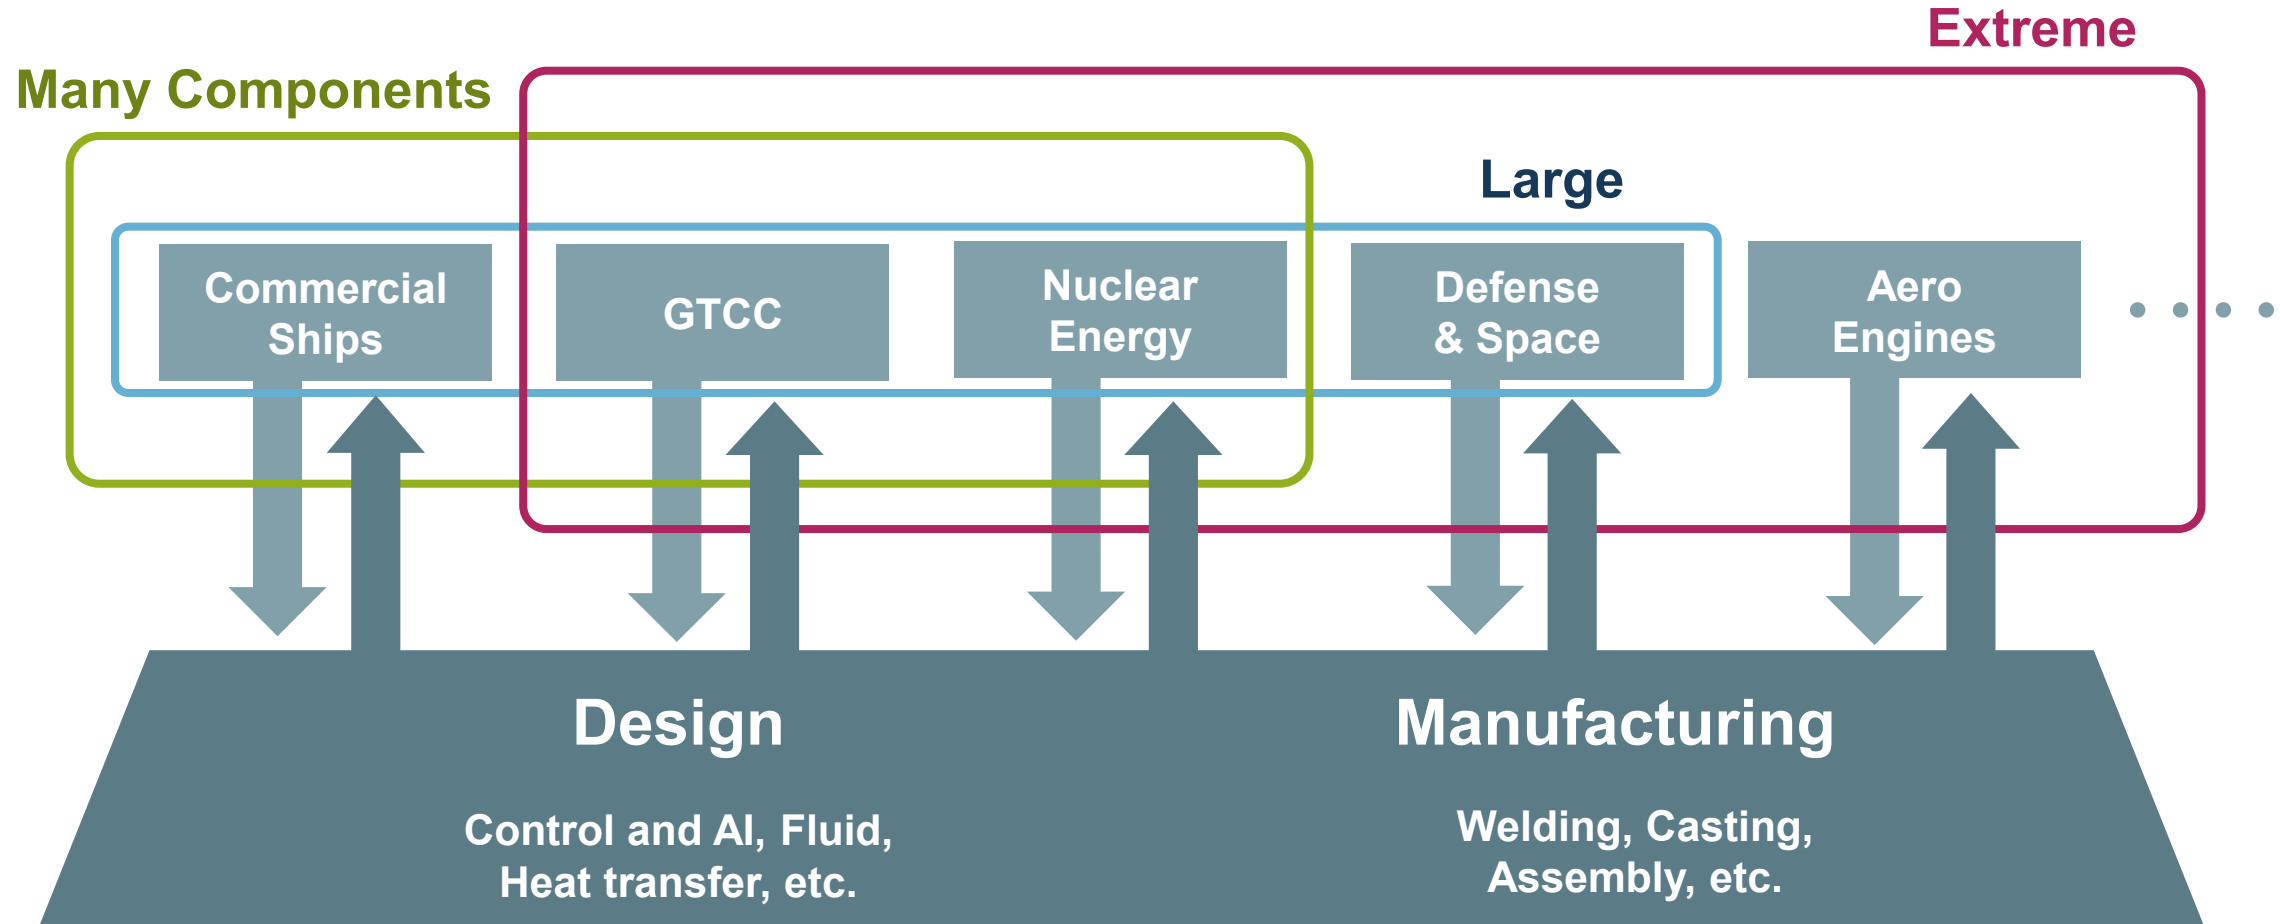 Extreme
Many Components
Large
Commercial
Ships
GTCC
Nuclear
Energy
Defense
& Space
Aero
Engines
Design
Control and AI, Fluid,
Heat transfer, etc.
Manufacturing
Welding, Casting,
Assembly, etc.